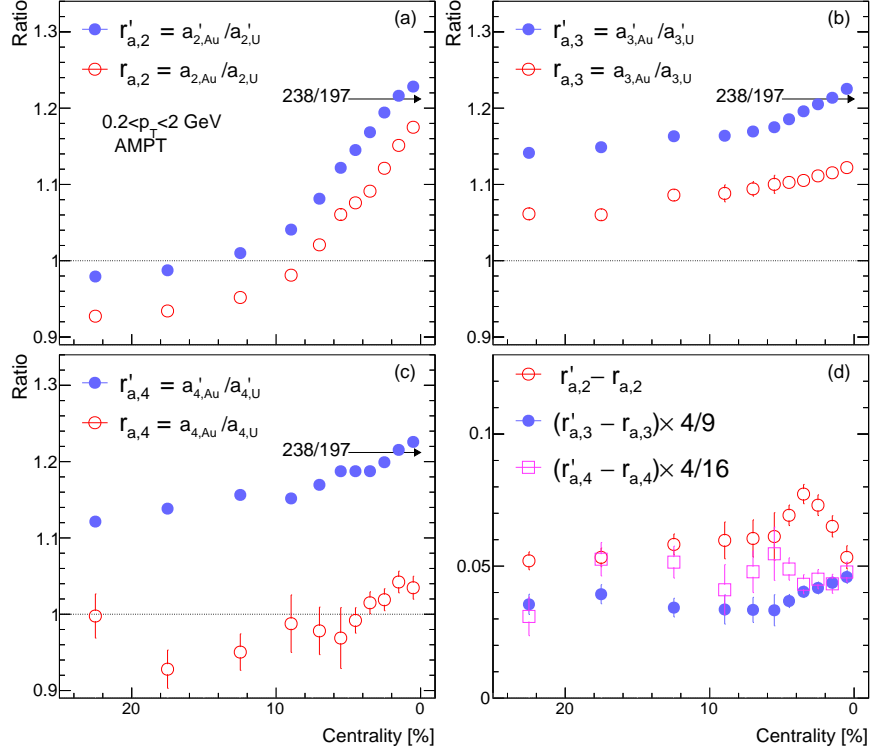 Ratio
1.3
1.2
1.1
1
0.9
(a)
r'a,2 = a'2,Au/a'2,U
ra,2 = a2,Au/a2,U
238/197
0.2<pT<2 GeV
AMPT
Ratio
1.3
1.2
1.1
1
0.9
(b)
r'a,3 = a'3,Au/a'3,U
ra,3 = a3,Au/a3,U
238/197
Ratio
1.3
1.2
1.1
1
0.9
(c)
r'a,4 = a'4,Au/a'4,U
ra,4 = a4,Au/a4,U
238/197
20 10 0
Centrality [%]
0.1
0.05
0
(d)
r'a,2 − ra,2
(r'a,3 − ra,3)× 4/9
(r'a,4 − ra,4)× 4/16
20 10 0
Centrality [%]